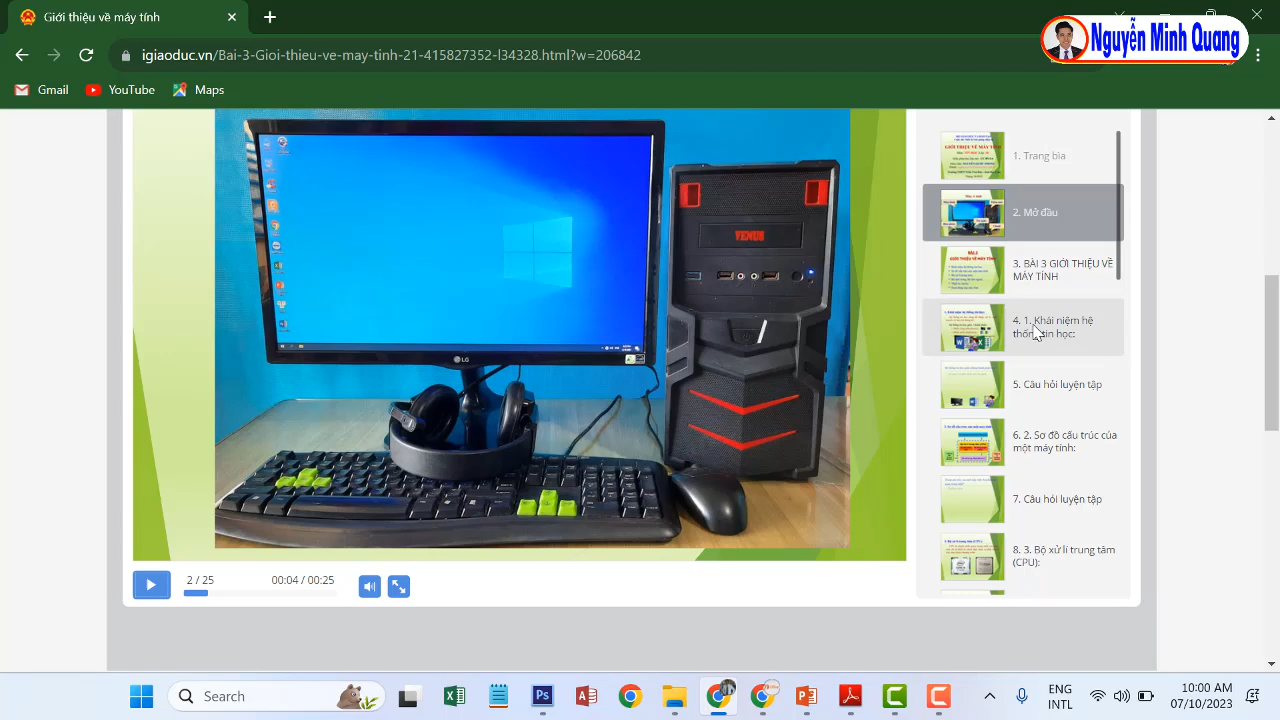 Giới thiệu về máy tính
Nguyễn Minh Quang
igiaoduc.vn/Bai-3-Gioi-thieu-ve-may-tinh-ph-21-132-l3483.html?w=206842
Gmail
YouTube
Maps
VENUS
LG
1. Trang bìa
2. Mở đầu
3. BÀI 3 GIỚI THIỆU VỀ
MÁY TÍNH
4. 1. Khái niệm hệ
thống tin học:
5. Câu hỏi luyện tập
6. 2. Sơ đồ cấu trúc của
một máy tính:
7. Câu hỏi luyện tập
8. 3. Bộ xử lí trung tâm
(CPU):
2 / 25
00:04 / 00:25
Search
ENG
INTL
10:00 AM
07/10/2023